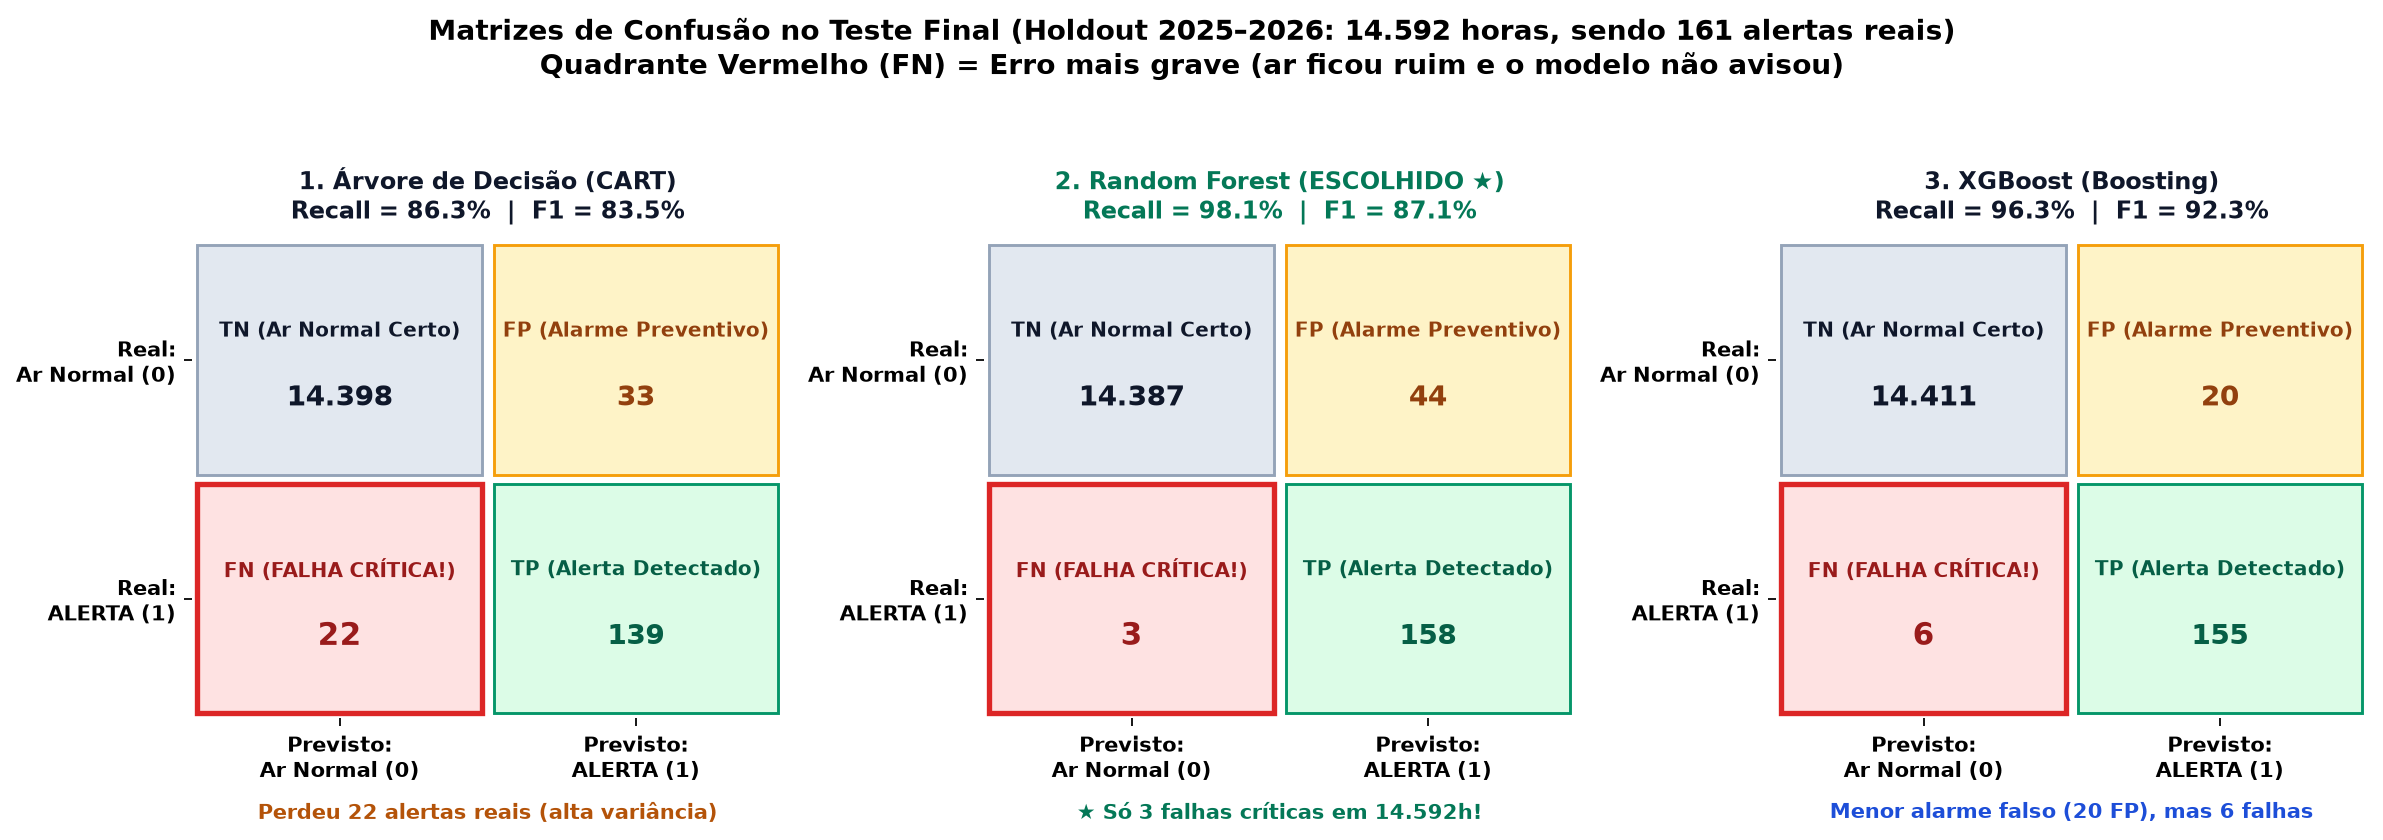 Matrizes de Confusão no Teste Final (Holdout 2025–2026: 14.592 horas, sendo 161 alertas reais)
Quadrante Vermelho (FN) = Erro mais grave (ar ficou ruim e o modelo não avisou)
1. Árvore de Decisão (CART)
Recall = 86.3% | F1 = 83.5%
Real:
Ar Normal (0)
TN (Ar Normal Certo)
14.398
FP (Alarme Preventivo)
33
Real:
ALERTA (1)
FN (FALHA CRÍTICA!)
22
TP (Alerta Detectado)
139
Previsto:
Ar Normal (0)
Previsto:
ALERTA (1)
Perdeu 22 alertas reais (alta variância)
2. Random Forest (ESCOLHIDO ★)
Recall = 98.1% | F1 = 87.1%
Real:
Ar Normal (0)
TN (Ar Normal Certo)
14.387
FP (Alarme Preventivo)
44
Real:
ALERTA (1)
FN (FALHA CRÍTICA!)
3
TP (Alerta Detectado)
158
Previsto:
Ar Normal (0)
Previsto:
ALERTA (1)
★ Só 3 falhas críticas em 14.592h!
3. XGBoost (Boosting)
Recall = 96.3% | F1 = 92.3%
Real:
Ar Normal (0)
TN (Ar Normal Certo)
14.411
FP (Alarme Preventivo)
20
Real:
ALERTA (1)
FN (FALHA CRÍTICA!)
6
TP (Alerta Detectado)
155
Previsto:
Ar Normal (0)
Previsto:
ALERTA (1)
Menor alarme falso (20 FP), mas 6 falhas